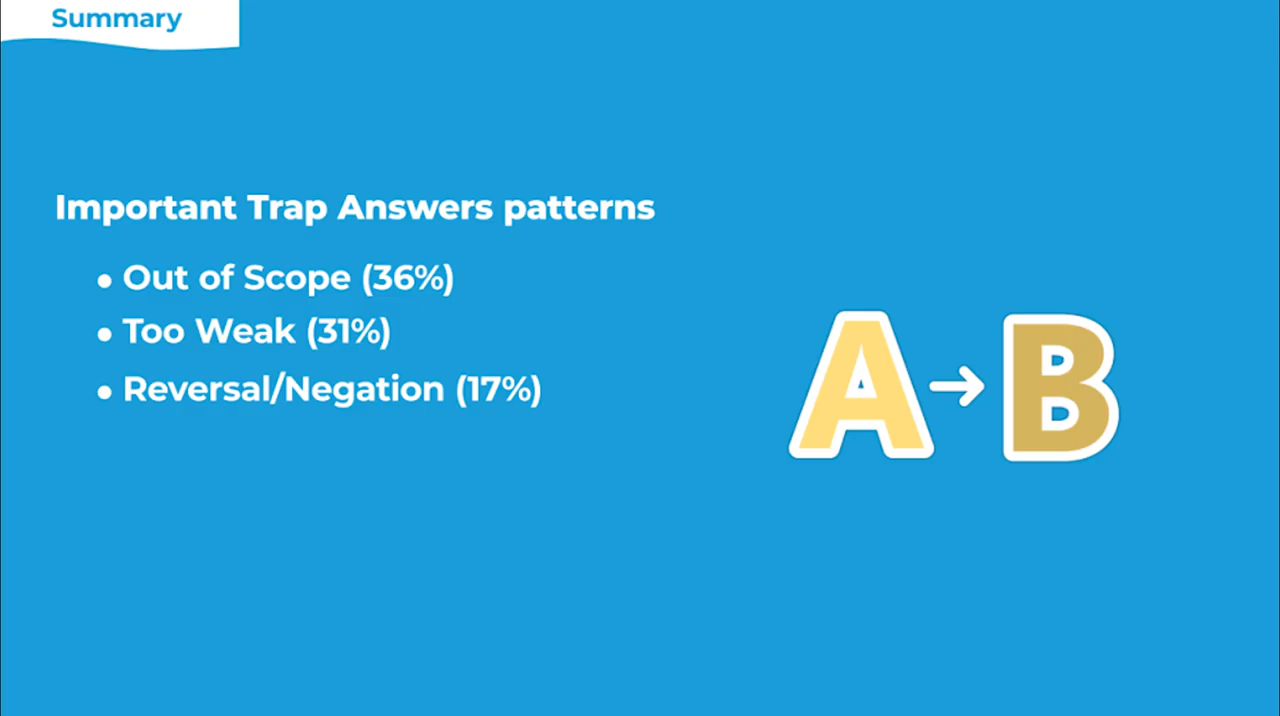 Summary
Important Trap Answers patterns
• Out of Scope (36%)
• Too Weak (31%)
• Reversal/Negation (17%)
A → B